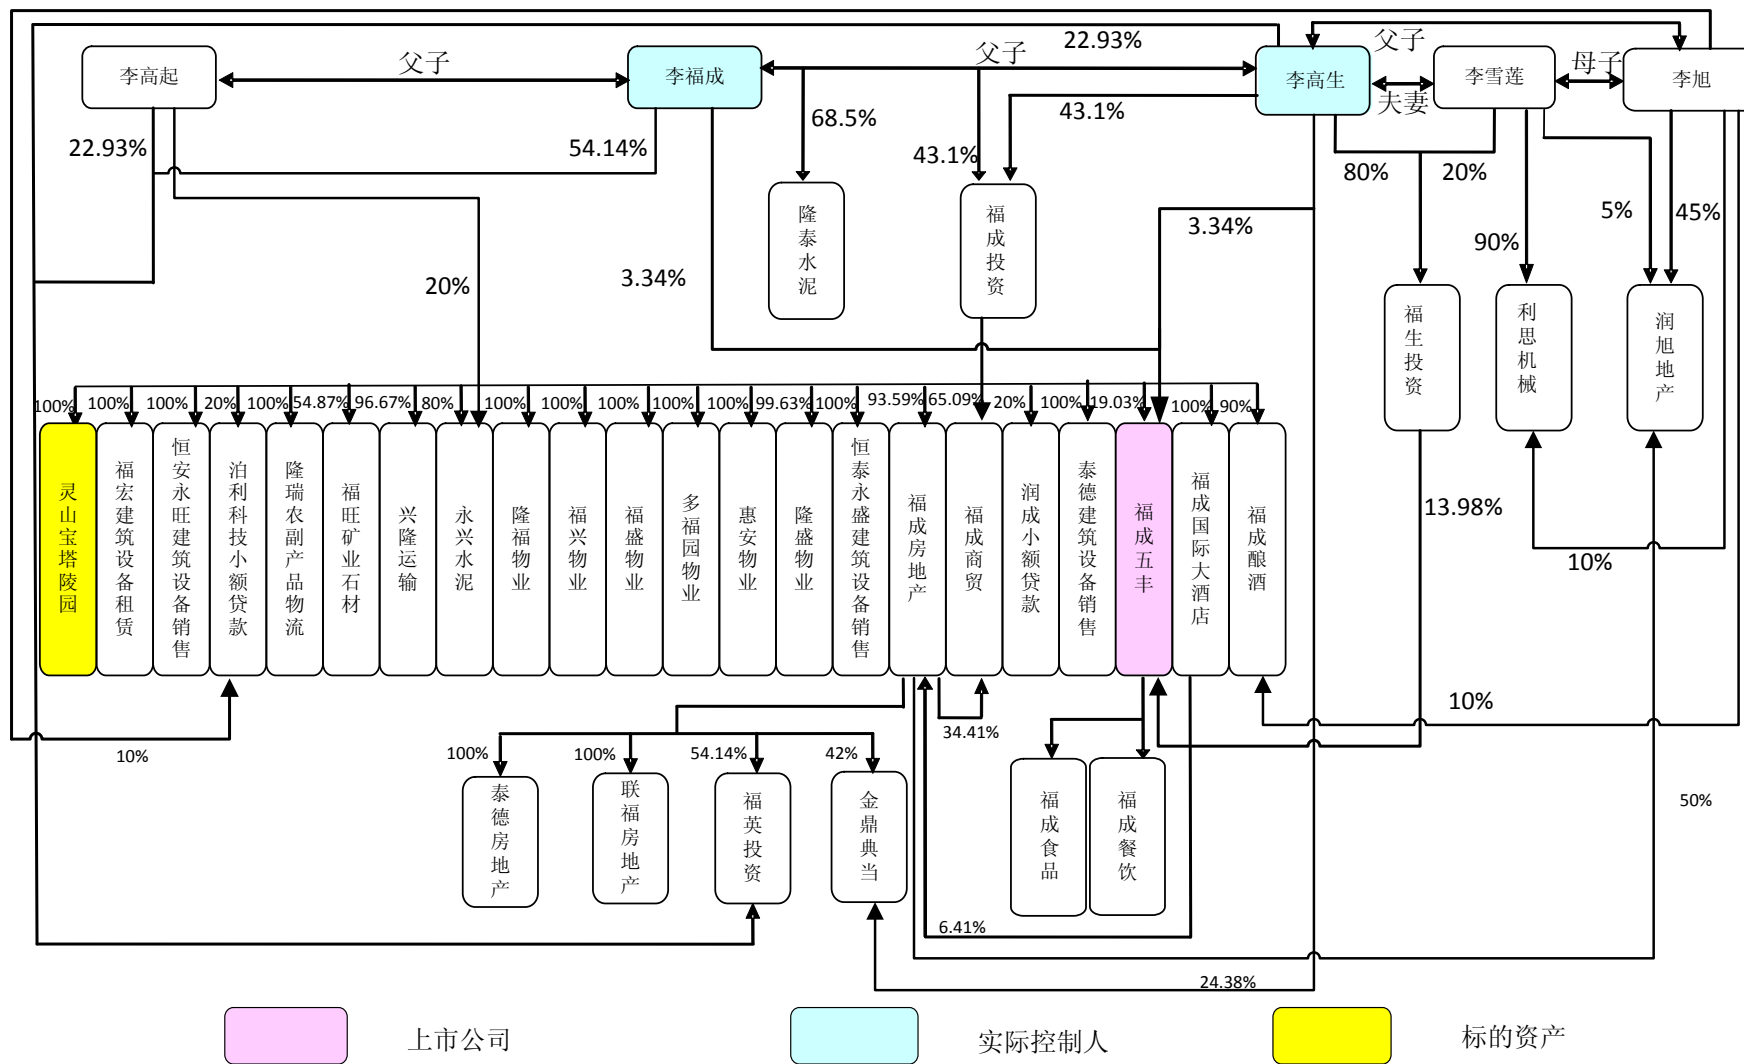 22.93%
父子
父子
父子
母子
夫妻
李高起
李福成
李高生
李雪莲
李旭
22.93%
54.14%
68.5%
43.1%
43.1%
80%
20%
5%
45%
90%
3.34%
3.34%
20%
隆泰水泥
福成投资
福生投资
利思机械
润旭地产
100%
100%
100%
20%
100%
54.87%
96.67%
80%
100%
100%
100%
100%
100%
99.63%
100%
93.59%
65.09%
20%
100%
19.03%
100%
90%
灵山宝塔陵园
福宏建筑设备租赁
恒安永旺建筑设备销售
泊利科技小额贷款
隆瑞农副产品物流
福旺矿业石材
兴隆运输
永兴水泥
隆福物业
福兴物业
福盛物业
多福园物业
惠安物业
隆盛物业
恒泰永盛建筑设备销售
福成房地产
福成商贸
润成小额贷款
泰德建筑设备销售
福成五丰
福成国际大酒店
福成酿酒
13.98%
10%
10%
10%
34.41%
100%
100%
54.14%
42%
泰德房地产
联福房地产
福英投资
金鼎典当
福成食品
福成餐饮
50%
6.41%
24.38%
上市公司
实际控制人
标的资产